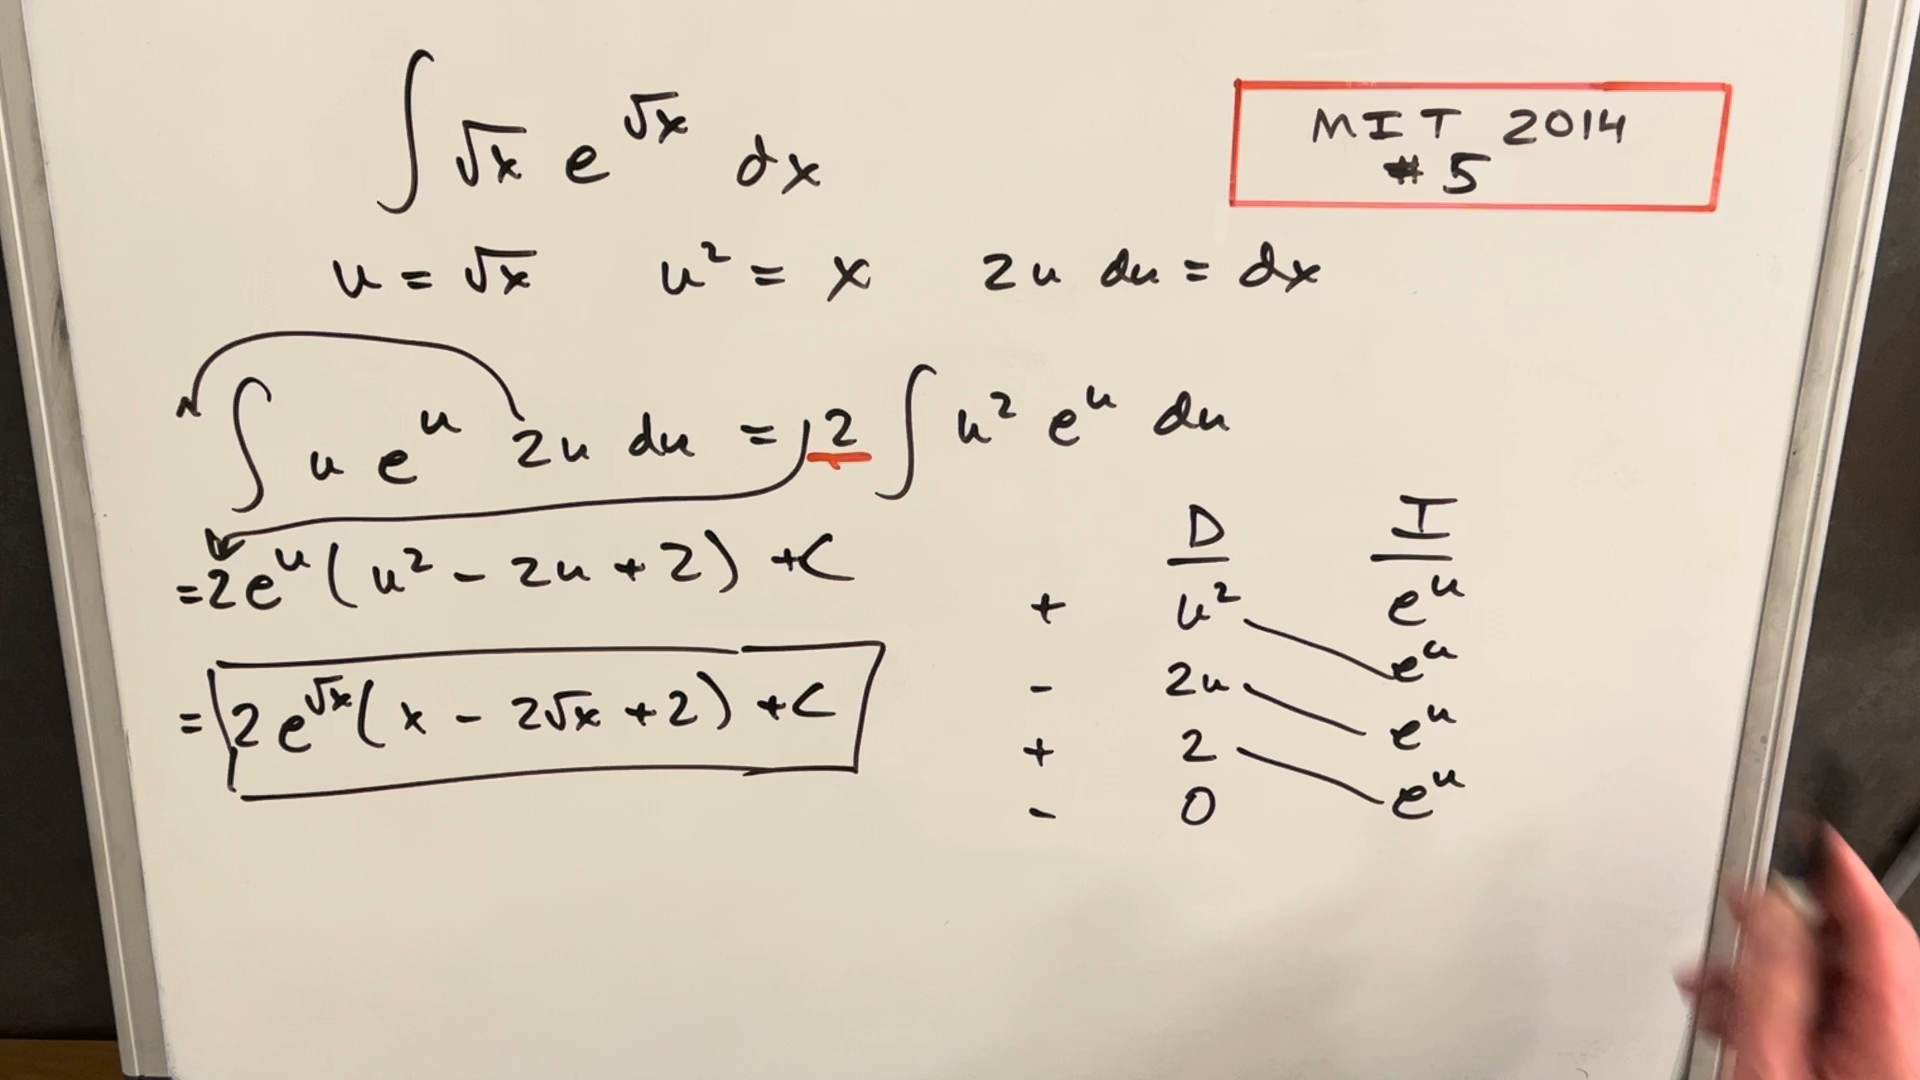 ∫ √x e^√x dx
MIT 2014
#5
u = √x u² = x 2u du = dx
∫ u e^u 2u du = 2 ∫ u² e^u du
= 2e^u (u² - 2u + 2) + C
= 2e^√x (x - 2√x + 2) + C
D I
+ u² e^u
- 2u e^u
+ 2 e^u
- 0 e^u